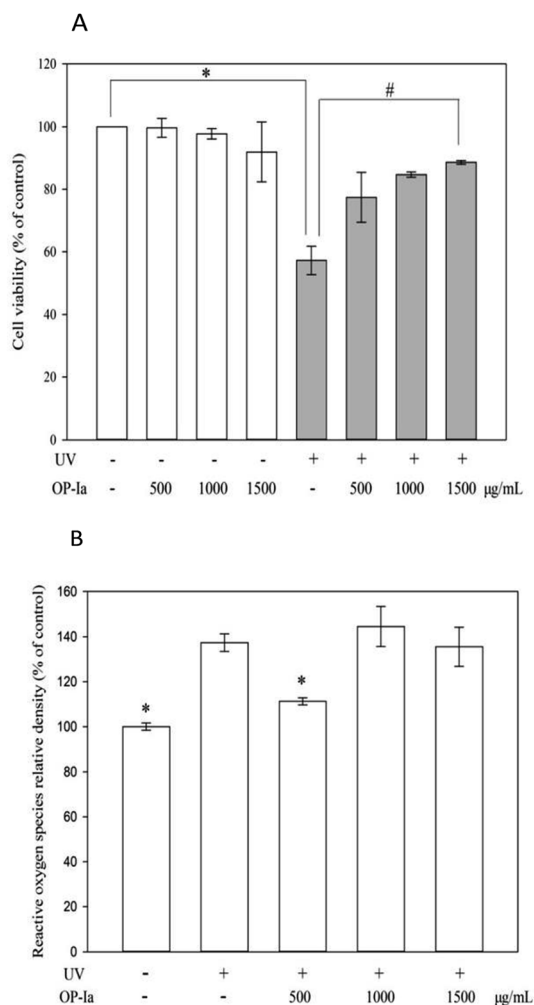 A
Cell viability (% of control)
120
100
80
60
40
20
0
*
#
UV - - - - + + + +
OP-Ia - 500 1000 1500 - 500 1000 1500 μg/mL
B
Reactive oxygen species relative density (% of control)
160
140
120
100
80
60
40
20
0
*
*
UV - + + + +
OP-Ia - - 500 1000 1500 μg/mL